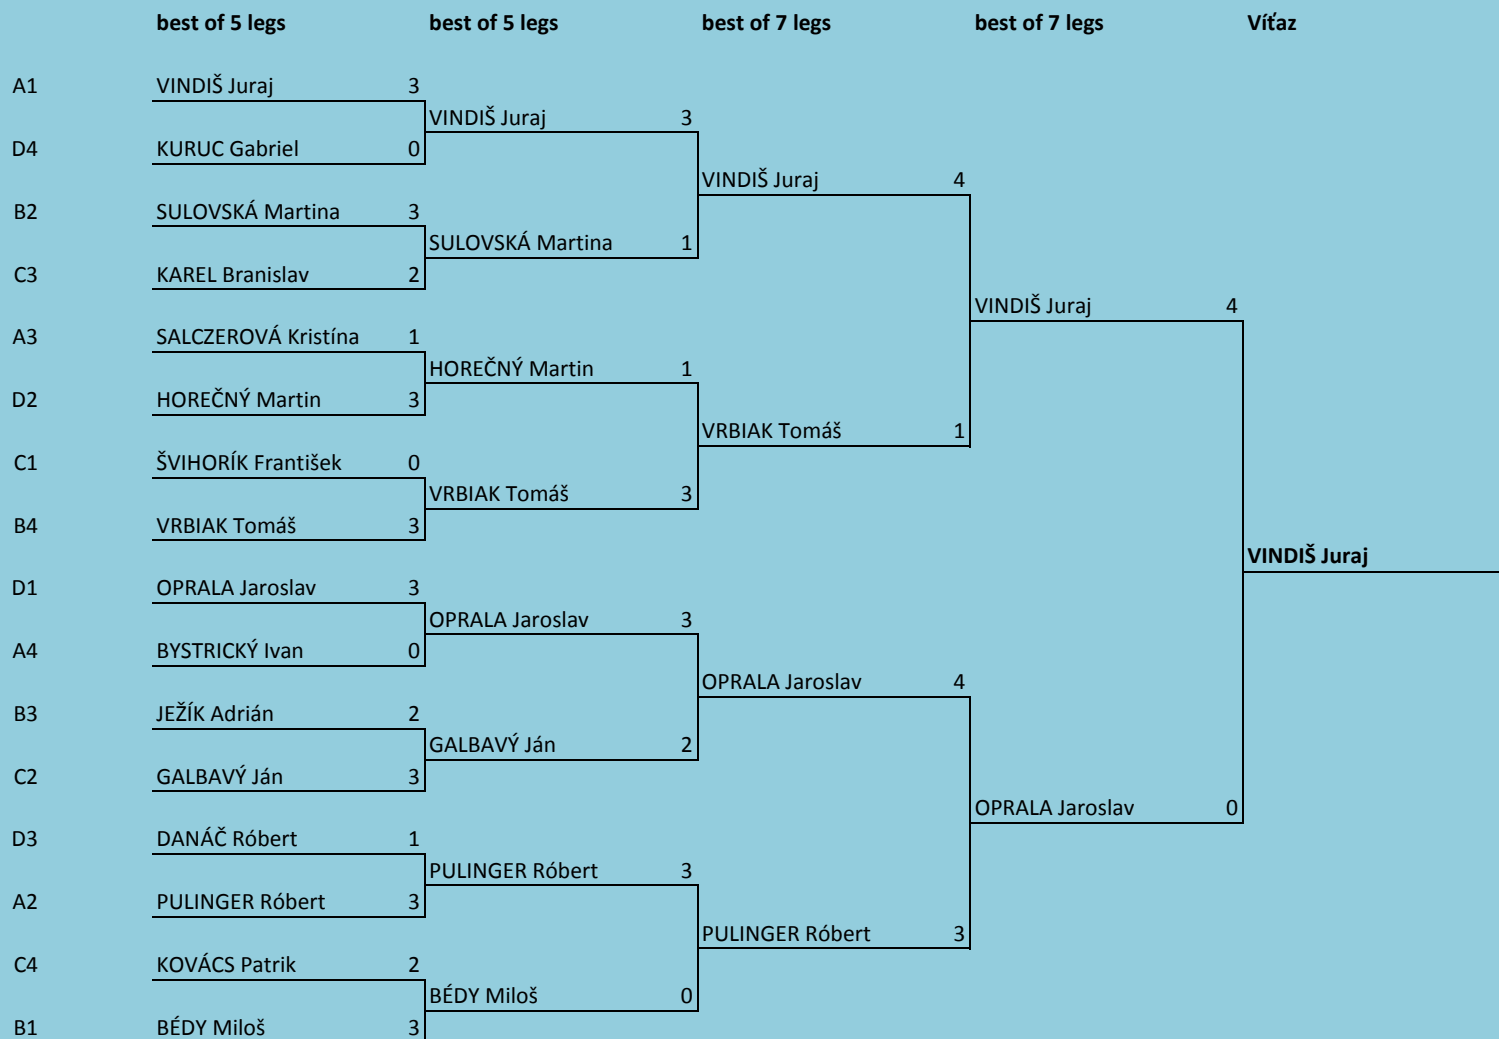 best of 5 legs best of 5 legs best of 7 legs best of 7 legs Víťaz
A1 VINDIŠ Juraj 3
VINDIŠ Juraj 3
D4 KURUC Gabriel 0
VINDIŠ Juraj 4
B2 SULOVSKÁ Martina 3
SULOVSKÁ Martina 1
C3 KAREL Branislav 2
VINDIŠ Juraj 4
A3 SALCZEROVÁ Kristína 1
HOREČNÝ Martin 1
D2 HOREČNÝ Martin 3
VRBIAK Tomáš 1
C1 ŠVIHORÍK František 0
VRBIAK Tomáš 3
B4 VRBIAK Tomáš 3
VINDIŠ Juraj
D1 OPRALA Jaroslav 3
OPRALA Jaroslav 3
A4 BYSTRICKÝ Ivan 0
OPRALA Jaroslav 4
B3 JEŽÍK Adrián 2
GALBAVÝ Ján 2
C2 GALBAVÝ Ján 3
OPRALA Jaroslav 0
D3 DANÁČ Róbert 1
PULINGER Róbert 3
A2 PULINGER Róbert 3
PULINGER Róbert 3
C4 KOVÁCS Patrik 2
BÉDY Miloš 0
B1 BÉDY Miloš 3